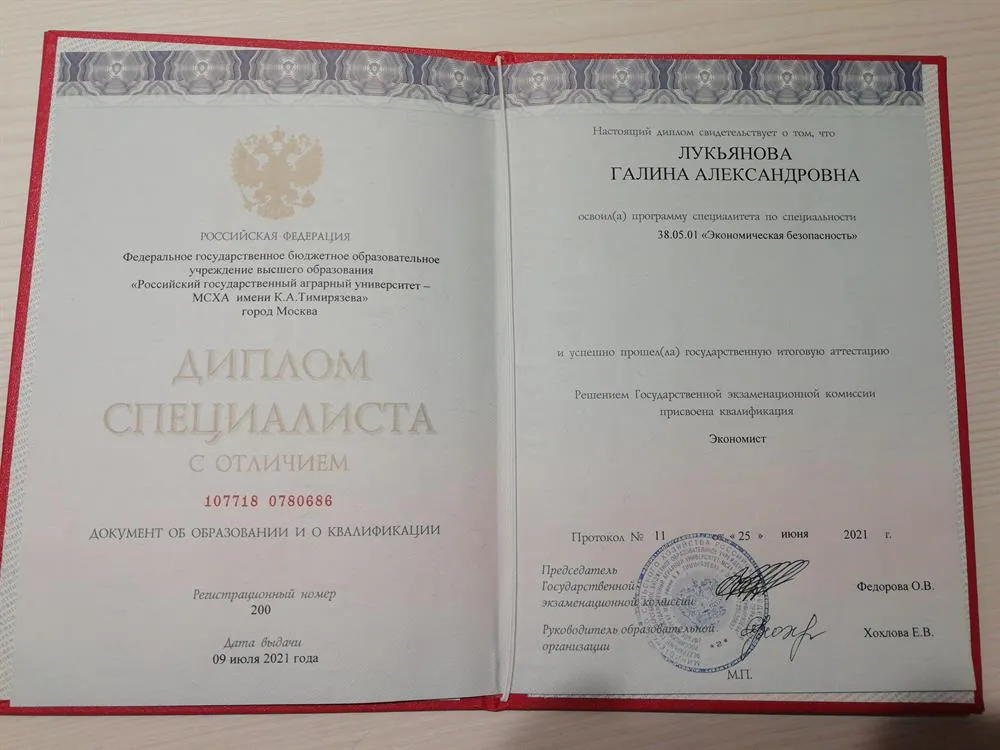 РОССИЙСКАЯ ФЕДЕРАЦИЯ
Федеральное государственное бюджетное образовательное
учреждение высшего образования
«Российский государственный аграрный университет –
МСХА имени К.А.Тимирязева»
город Москва
ДИПЛОМ
СПЕЦИАЛИСТА
С ОТЛИЧИЕМ
107718 0780686
ДОКУМЕНТ ОБ ОБРАЗОВАНИИ И О КВАЛИФИКАЦИИ
Регистрационный номер
200
Дата выдачи
09 июля 2021 года
Настоящий диплом свидетельствует о том, что
ЛУКЬЯНОВА
ГАЛИНА АЛЕКСАНДРОВНА
освоил(а) программу специалитета по специальности
38.05.01 «Экономическая безопасность»
и успешно прошел(ла) государственную итоговую аттестацию
Решением Государственной экзаменационной комиссии
присвоена квалификация
Экономист
Протокол № 11 от « 25 » июня 2021 г.
Председатель
Государственной
экзаменационной комиссии
Федорова О.В.
Руководитель образовательной
организации
Хохлова Е.В.
М.П.